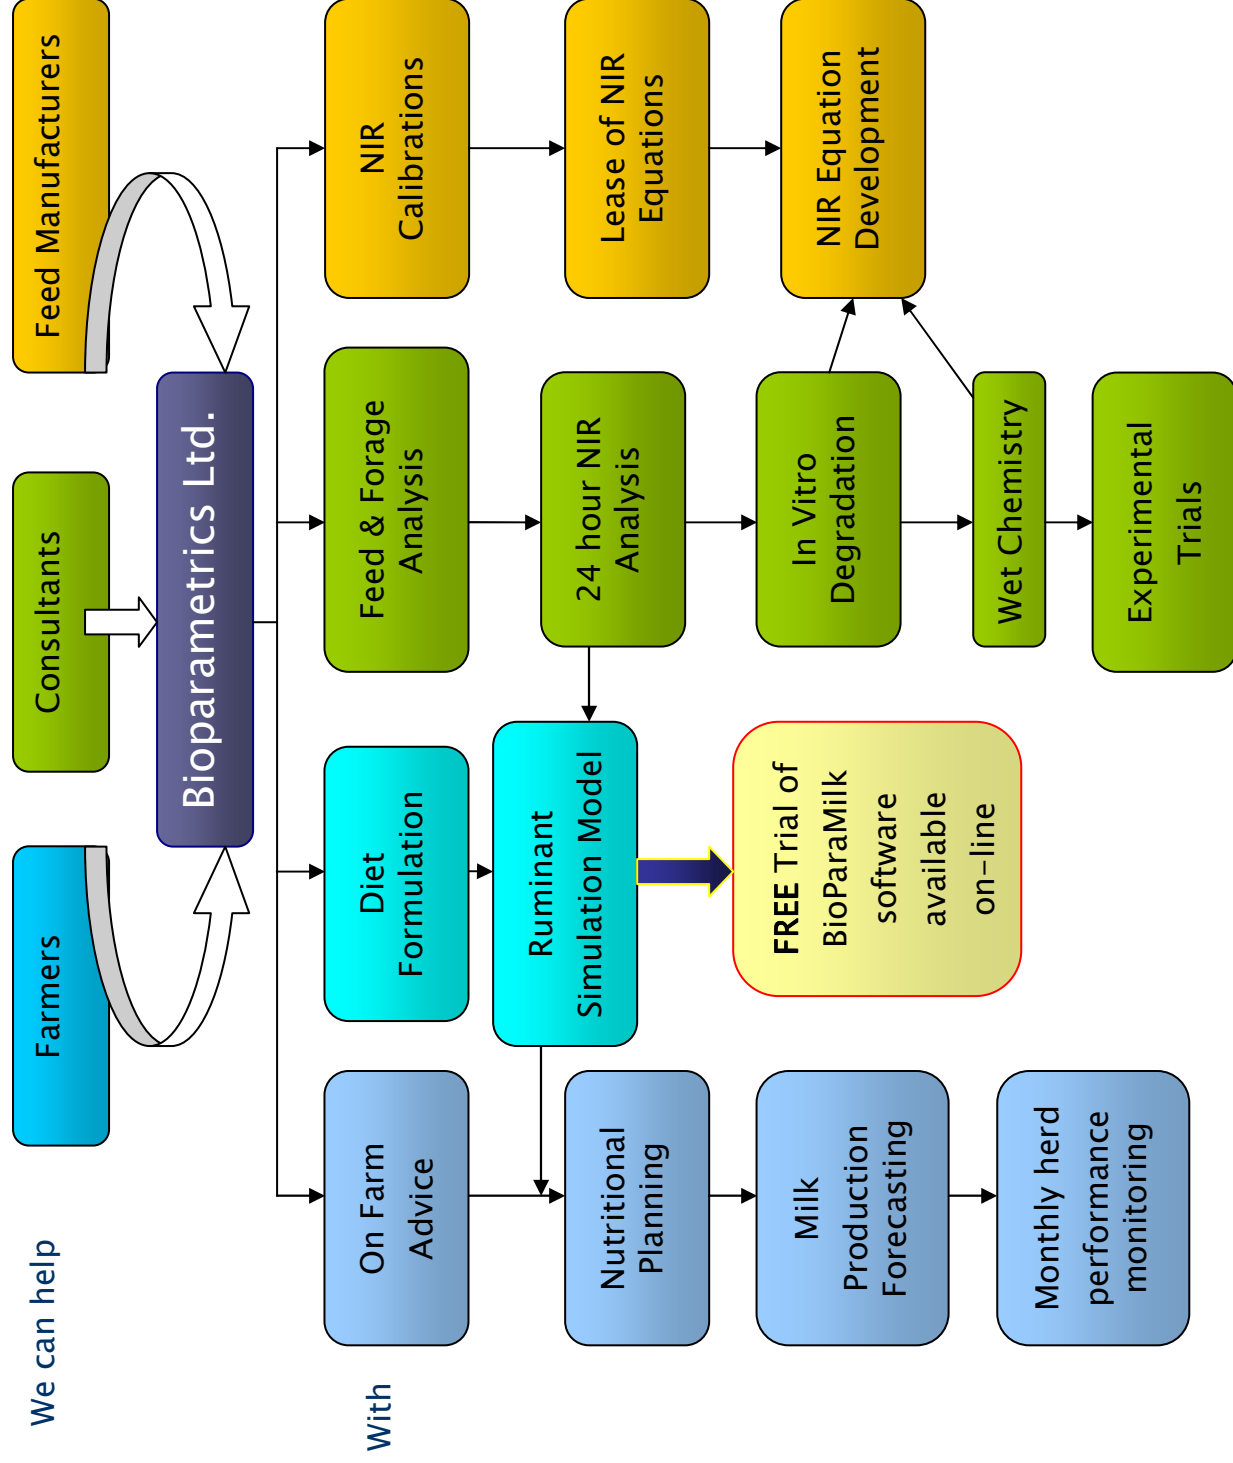 We can help
Farmers
Consultants
Feed Manufacturers
Bioparametrics Ltd.
With
On Farm
Advice
Diet
Formulation
Feed & Forage
Analysis
NIR
Calibrations
Nutritional
Planning
Ruminant
Simulation Model
24 hour NIR
Analysis
Lease of NIR
Equations
Milk
Production
Forecasting
FREE Trial of
BioParaMilk
software
available
on-line
In Vitro
Degradation
NIR Equation
Development
Monthly herd
performance
monitoring
Wet Chemistry
Experimental
Trials